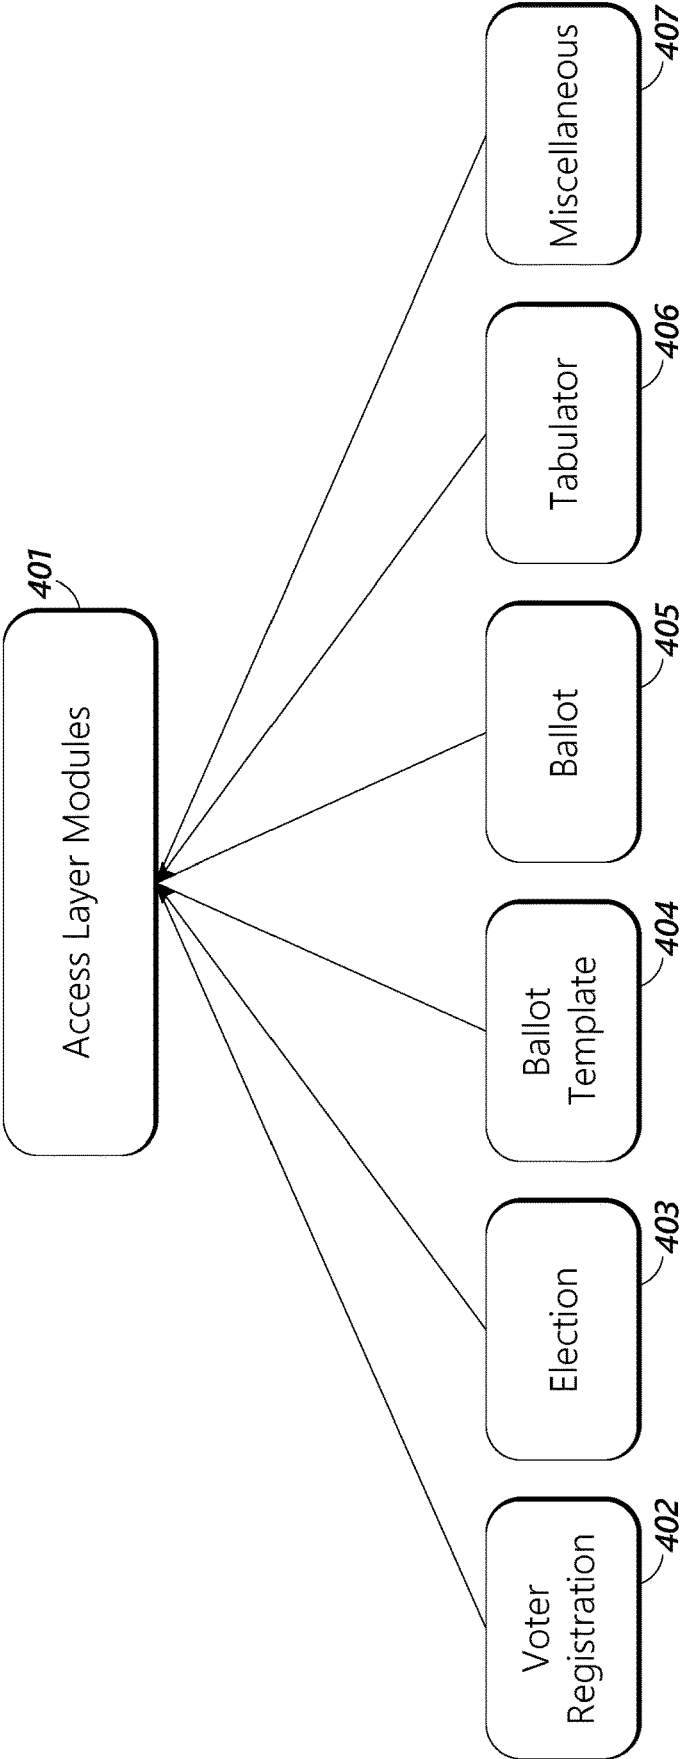 401
Access Layer Modules
Voter
Registration
402
Election
403
Ballot
Template
404
Ballot
405
Tabulator
406
Miscellaneous
407